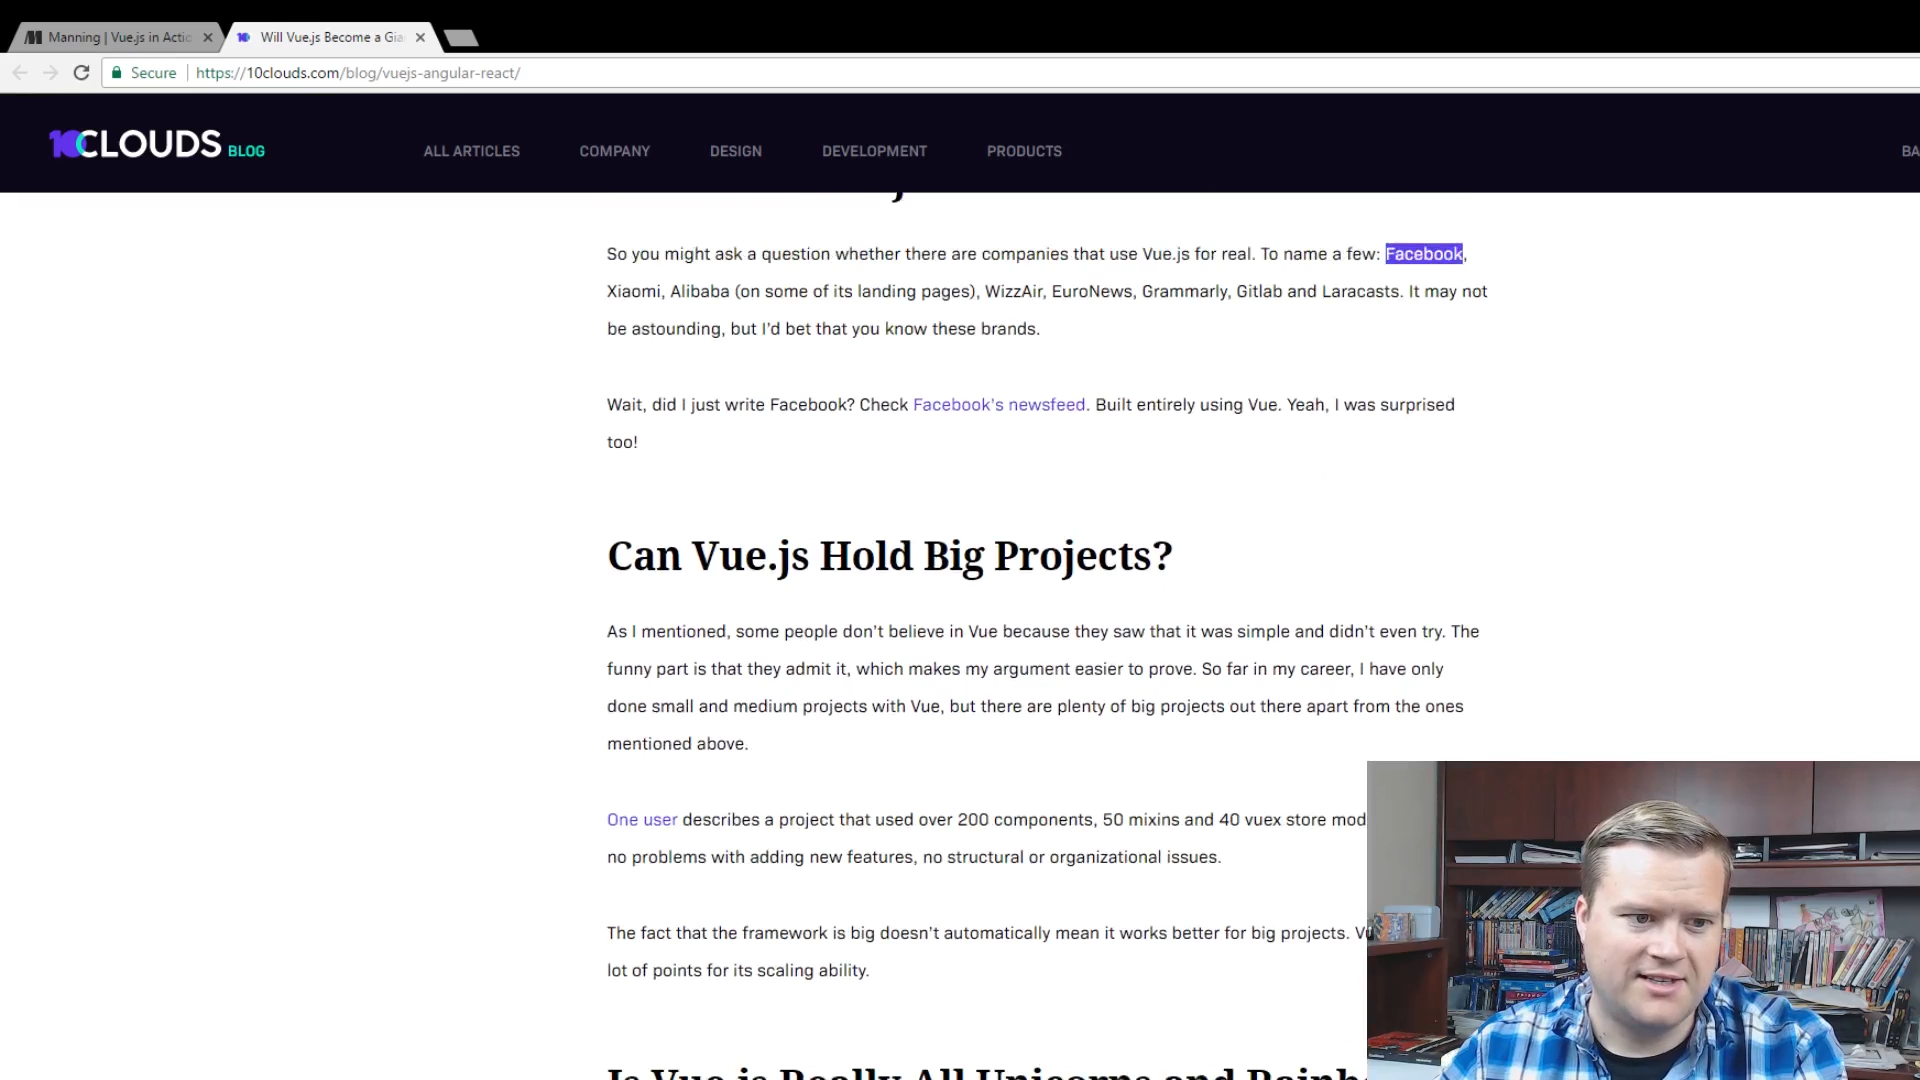 Manning | Vue.js in Actio
Will Vue.js Become a Gia
Secure
https://10clouds.com/blog/vuejs-angular-react/
10CLOUDS BLOG
ALL ARTICLES
COMPANY
DESIGN
DEVELOPMENT
PRODUCTS
BA
So you might ask a question whether there are companies that use Vue.js for real. To name a few: Facebook,
Xiaomi, Alibaba (on some of its landing pages), WizzAir, EuroNews, Grammarly, Gitlab and Laracasts. It may not
be astounding, but I'd bet that you know these brands.
Wait, did I just write Facebook? Check Facebook's newsfeed. Built entirely using Vue. Yeah, I was surprised
too!
Can Vue.js Hold Big Projects?
As I mentioned, some people don't believe in Vue because they saw that it was simple and didn't even try. The
funny part is that they admit it, which makes my argument easier to prove. So far in my career, I have only
done small and medium projects with Vue, but there are plenty of big projects out there apart from the ones
mentioned above.
One user describes a project that used over 200 components, 50 mixins and 40 vuex store mod
no problems with adding new features, no structural or organizational issues.
The fact that the framework is big doesn't automatically mean it works better for big projects. Vu
lot of points for its scaling ability.
Is Vue.js Really All Unicorns and Rainb